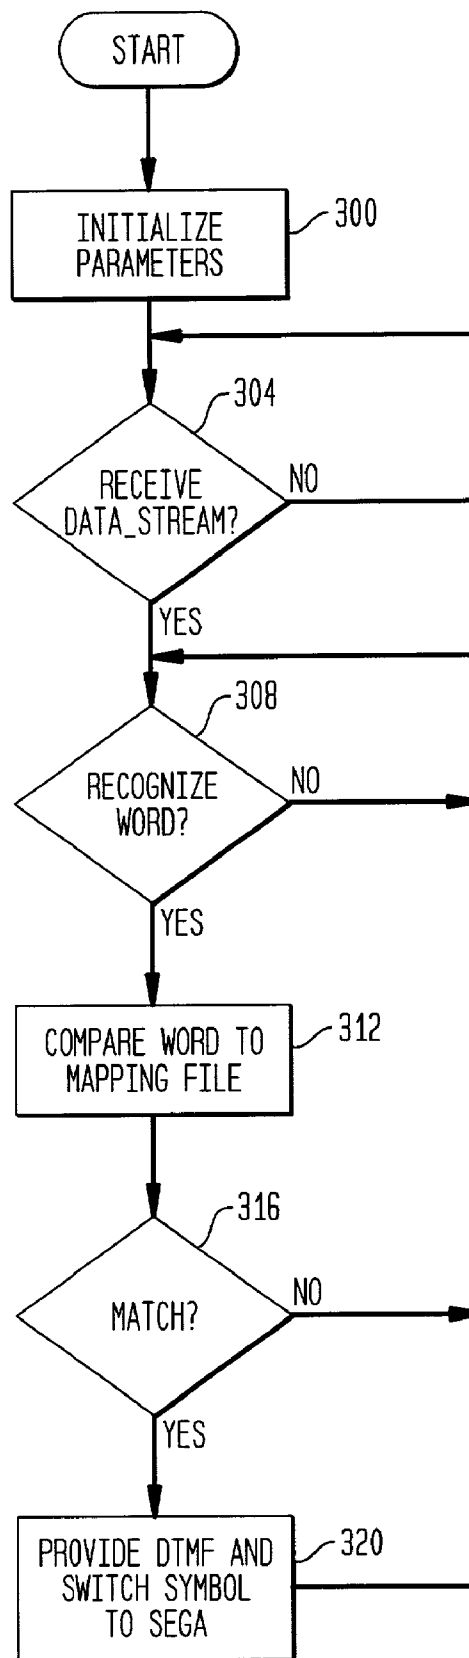 START
INITIALIZE
PARAMETERS
300
304
RECEIVE
DATA_STREAM?
NO
YES
308
RECOGNIZE
WORD?
NO
YES
COMPARE WORD TO
MAPPING FILE
312
316
MATCH?
NO
YES
PROVIDE DTMF AND
SWITCH SYMBOL
TO SEGA
320